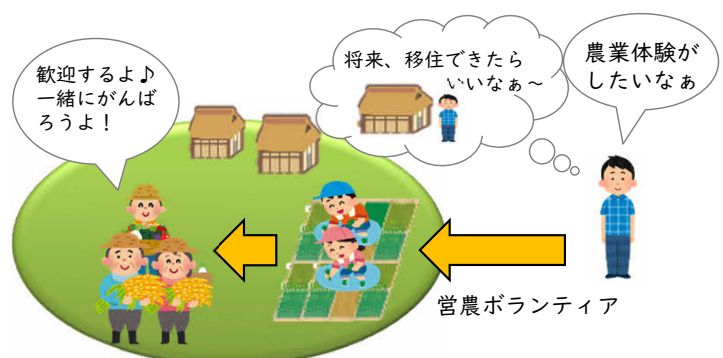 歓迎するよ♪
一緒にがんば
ろうよ！
将来、移住できたら
いいなぁ～
農業体験が
したいなぁ
営農ボランティア